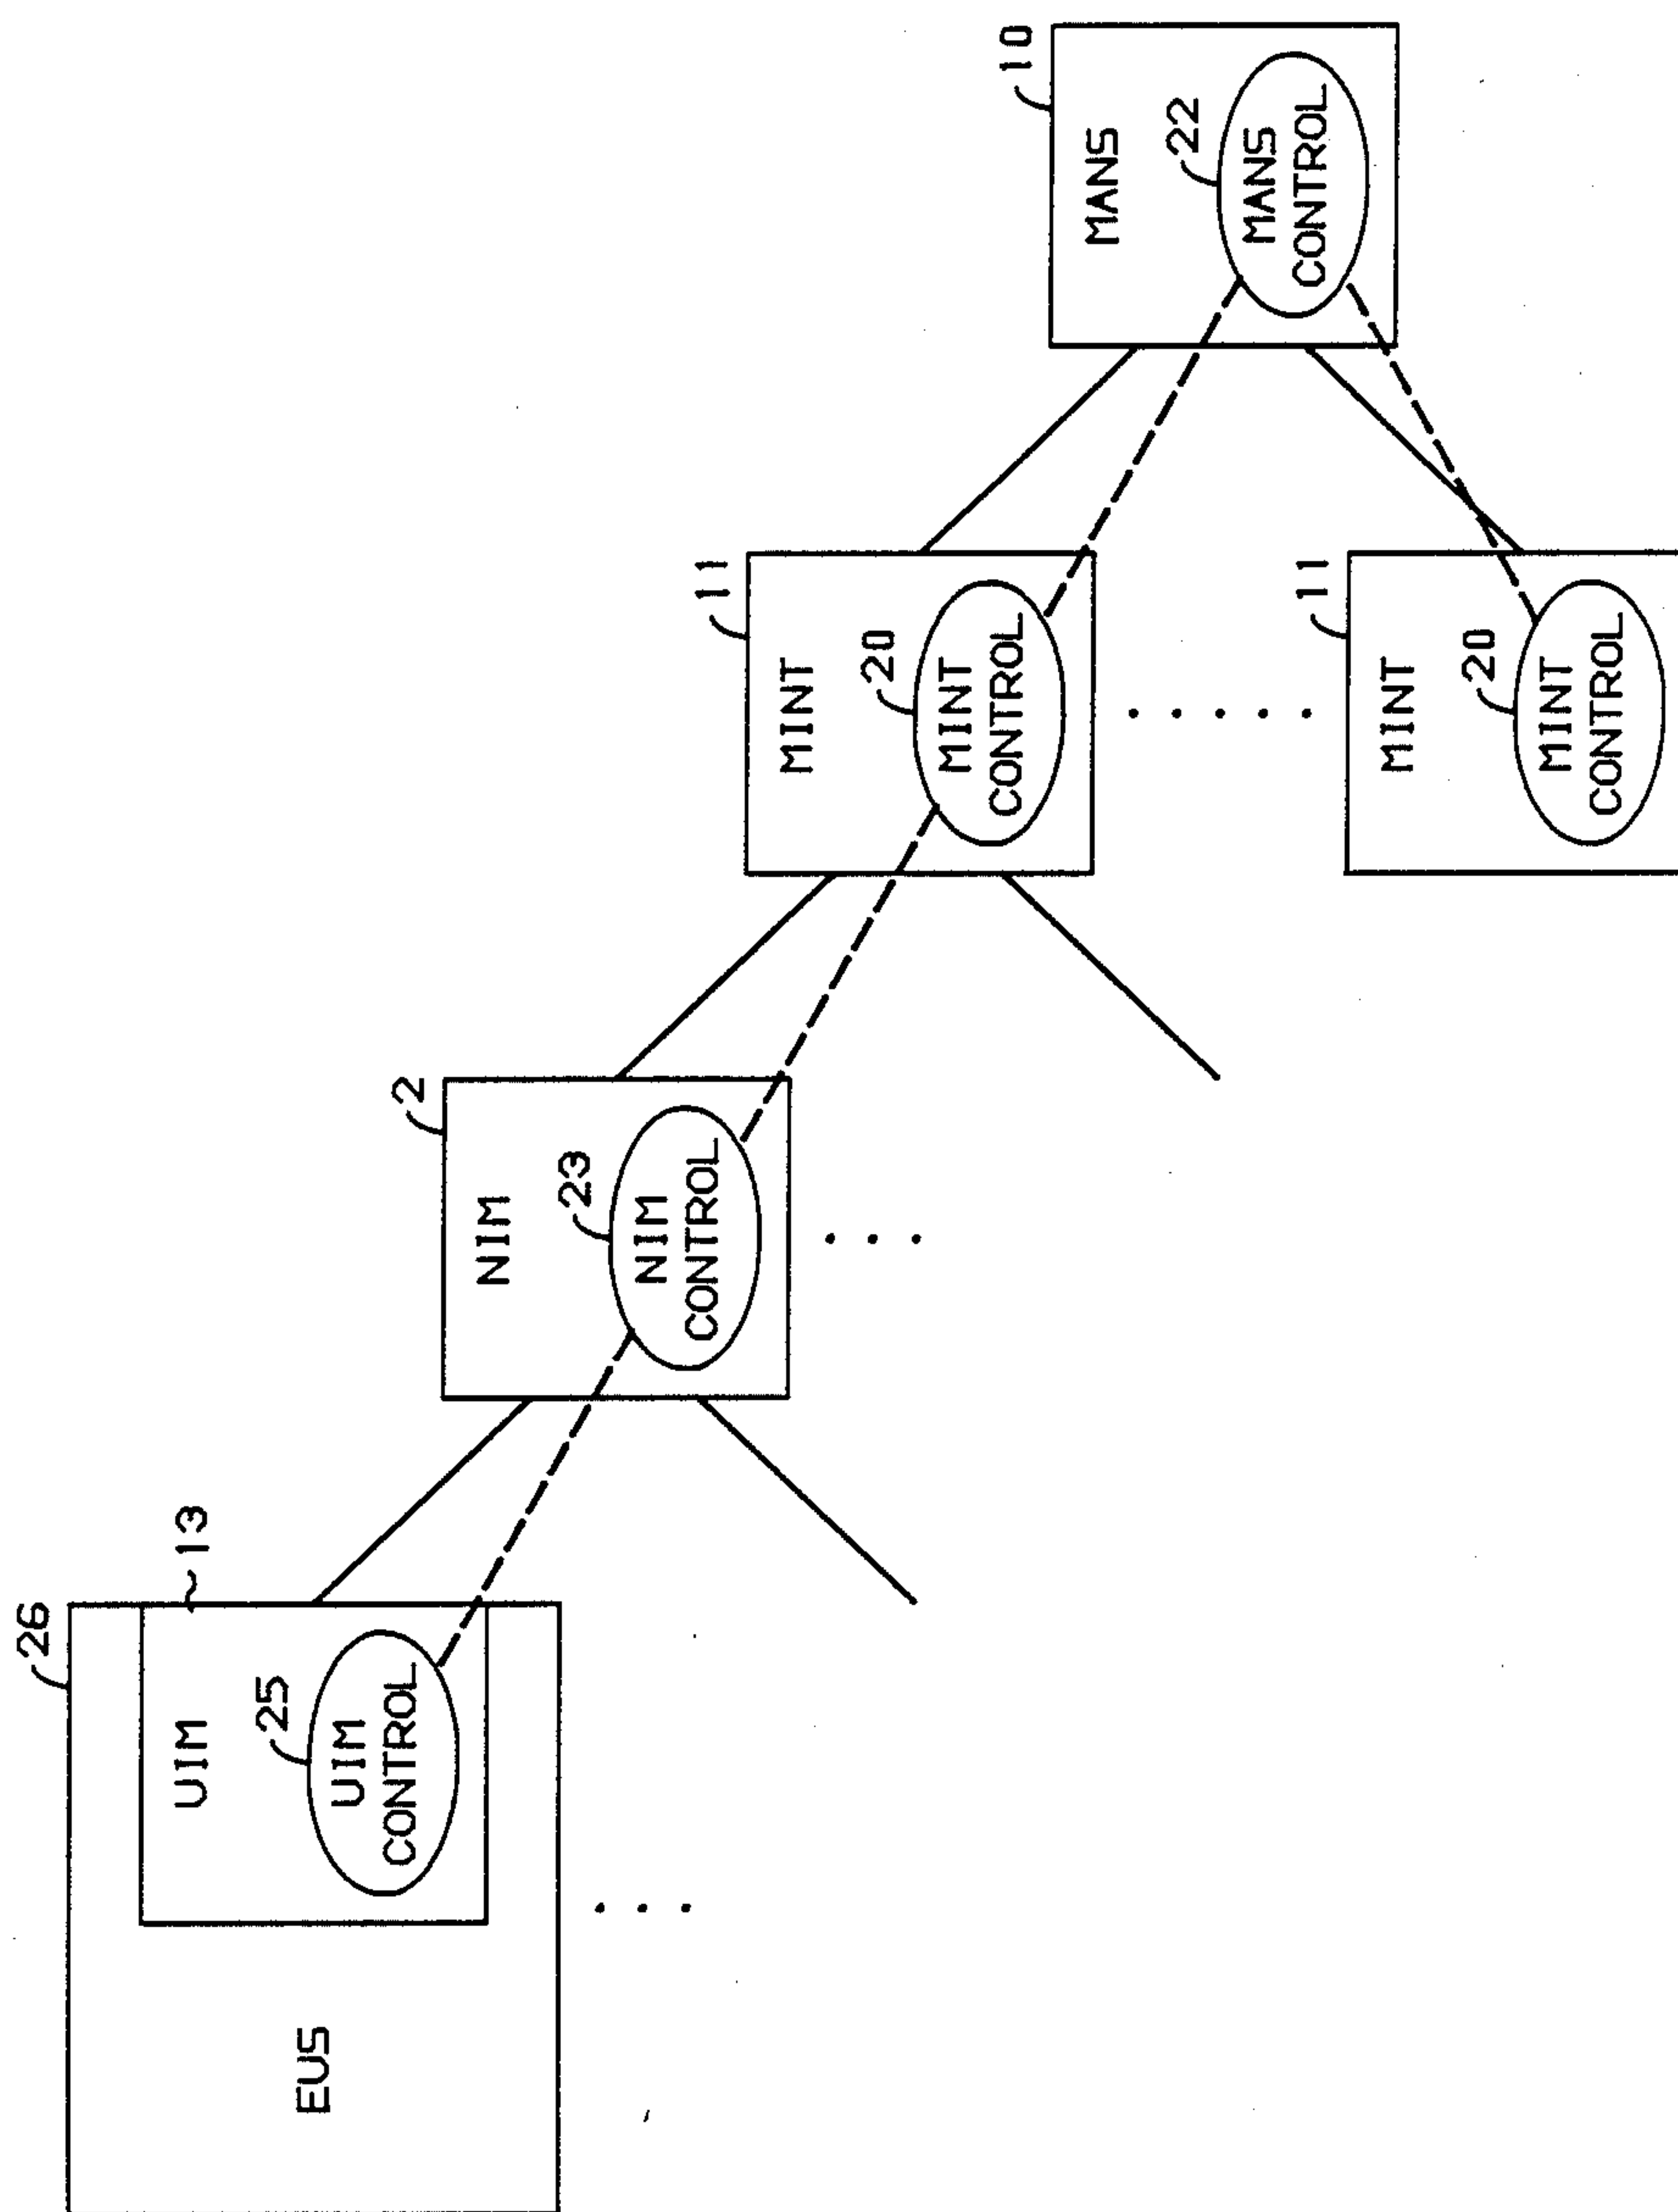 26
EUS
UIM
13
25
UIM
CONTROL
2
NIM
23
NIM
CONTROL
11
MINT
20
MINT
CONTROL
10
MANS
22
MANS
CONTROL
11
MINT
20
MINT
CONTROL